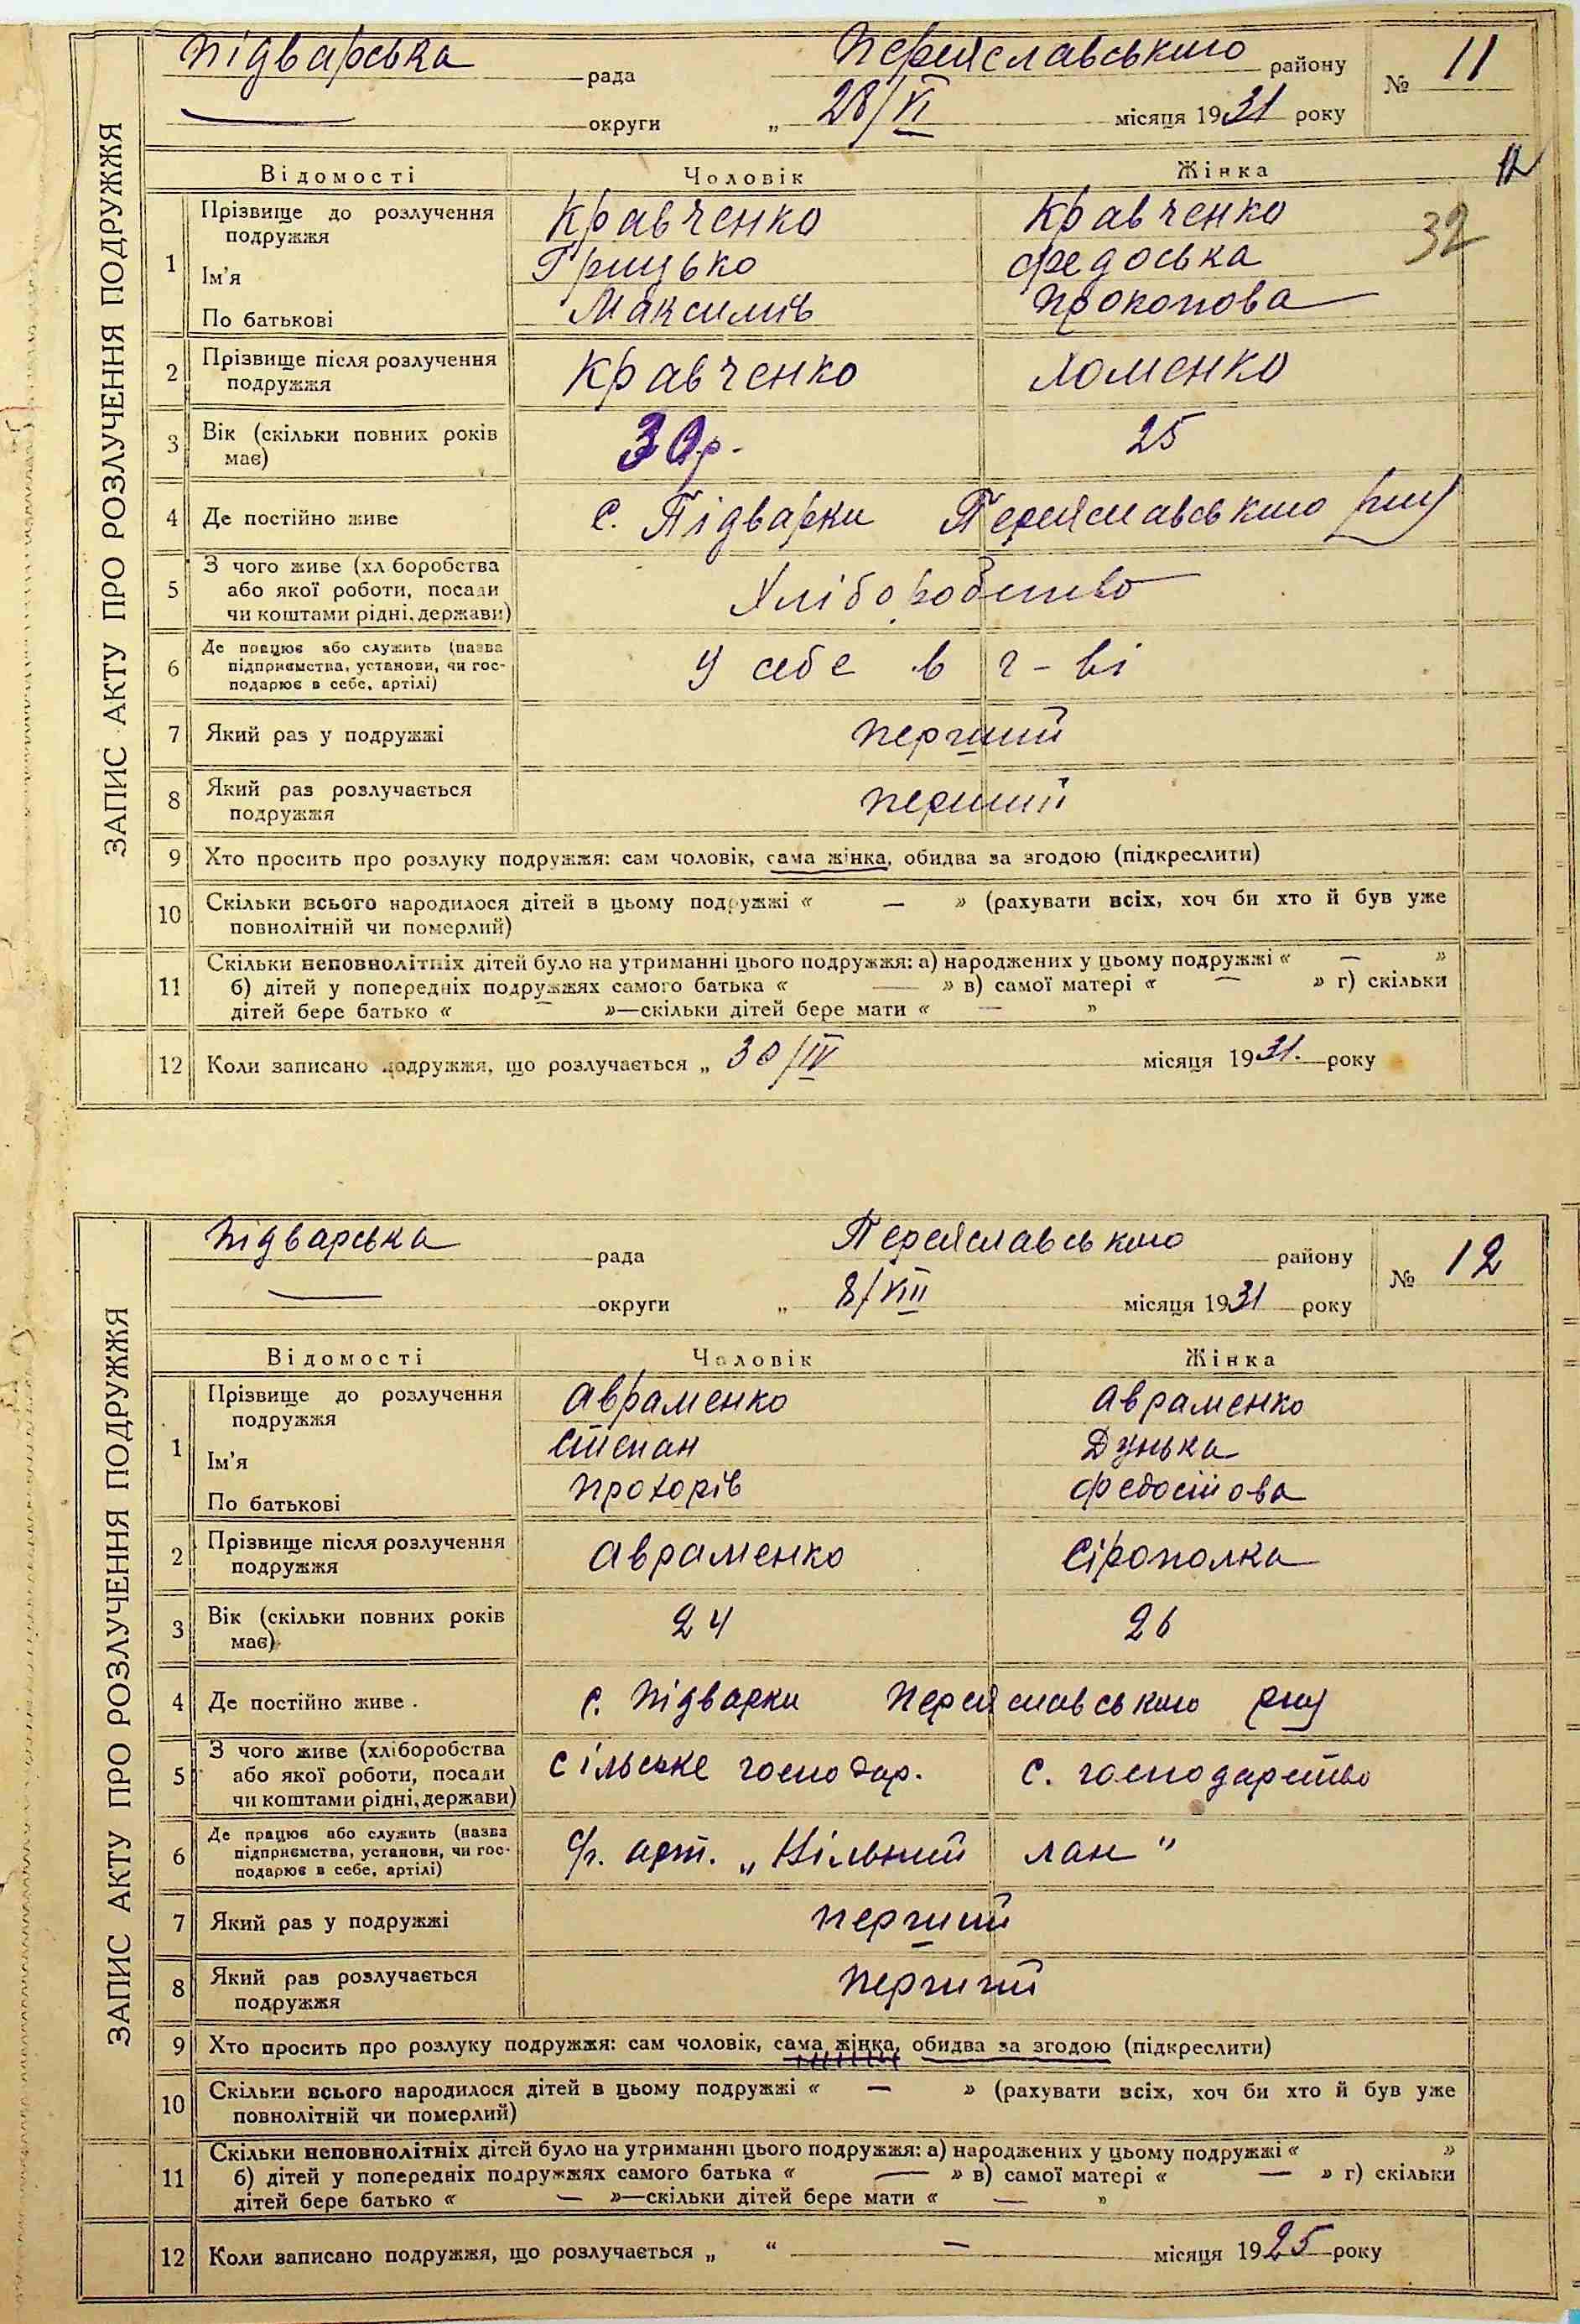 ЗАПИС АКТУ ПРО РОЗЛУЧЕННЯ ПОДРУЖЖЯ
Підварська рада Переяславського району № 11
округи „ 28/VI місяця 1931 року
12
Відомості Чоловік Жінка
32
1 Прізвище до розлучення подружжя Кравченко Кравченко
Ім'я Грицько Федоська
По батькові Максимів Прокопова
2 Прізвище після розлучення подружжя Кравченко Хоменко
3 Вік (скільки повних років має) 30 р. 25
4 Де постійно живе с. Підварки Переяславського р-ну
5 З чого живе (хл боробства
або якої роботи, посади
чи коштами рідні, держави) Хліборобство
6 Де працює або служить (назва
підприємства, установи, чи гос-
подарює в себе, артілі) У себе в г-ві
7 Який раз у подружжі перший
8 Який раз розлучається
подружжя перший
9 Хто просить про розлуку подружжя: сам чоловік, сама жінка, обидва за згодою (підкреслити)
10 Скільки всього народилося дітей в цьому подружжі « — » (рахувати всіх, хоч би хто й був уже
повнолітній чи померлий)
11 Скільки неповнолітніх дітей було на утриманні цього подружжя: а) народжених у цьому подружжі « — »
б) дітей у попередніх подружжях самого батька « — » в) самої матері « — » г) скільки
дітей бере батько « — »—скільки дітей бере мати « — »
12 Коли записано подружжя, що розлучається „ 30/IV місяця 1931. року
ЗАПИС АКТУ ПРО РОЗЛУЧЕННЯ ПОДРУЖЖЯ
Підварська рада Переяславського району № 12
округи „ 8/VIII місяця 1931 року
Відомості Чоловік Жінка
1 Прізвище до розлучення подружжя Авраменко Авраменко
Ім'я Степан Дунька
По батькові Прохорів Федосійова
2 Прізвище після розлучення подружжя Авраменко Сірополка
3 Вік (скільки повних років має) 24 26
4 Де постійно живе с. Підварки Переяславського р-ну
5 З чого живе (хліборобства
або якої роботи, посади
чи коштами рідні, держави) сільське господар. с. господарство
6 Де працює або служить (назва
підприємства, установи, чи гос-
подарює в себе, артілі) арт. „Вільний лан"
7 Який раз у подружжі перший
8 Який раз розлучається
подружжя перший
9 Хто просить про розлуку подружжя: сам чоловік, сама жінка, обидва за згодою (підкреслити)
10 Скільки всього народилося дітей в цьому подружжі « — » (рахувати всіх, хоч би хто й був уже
повнолітній чи померлий)
11 Скільки неповнолітніх дітей було на утриманні цього подружжя: а) народжених у цьому подружжі « »
б) дітей у попередніх подружжях самого батька « — » в) самої матері « — » г) скільки
дітей бере батько « — »—скільки дітей бере мати « — »
12 Коли записано подружжя, що розлучається „ “ — місяця 1925 року